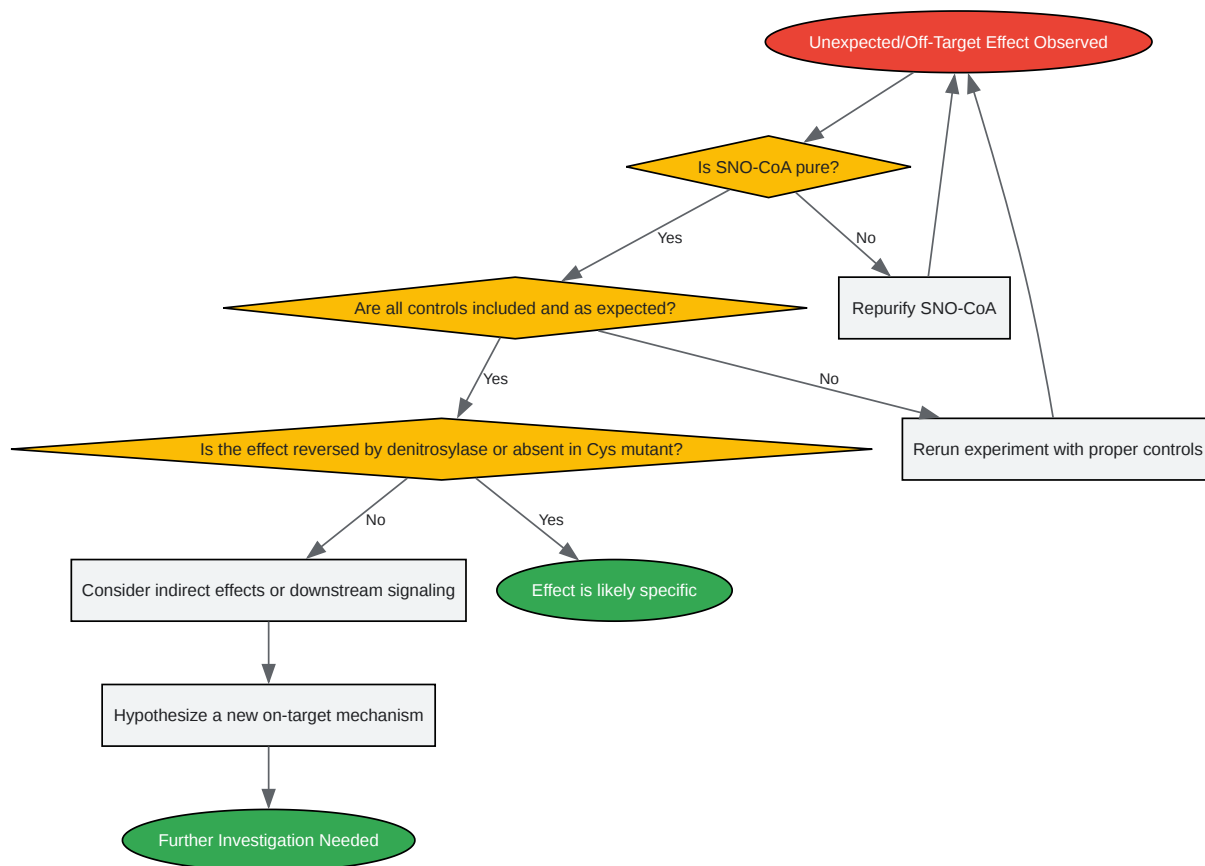 Unexpected/Off-Target Effect Observed
Is SNO-CoA pure?
Yes
No
Are all controls included and as expected?
Repurify SNO-CoA
Yes
No
Is the effect reversed by denitrosylase or absent in Cys mutant?
Rerun experiment with proper controls
No
Yes
Consider indirect effects or downstream signaling
Effect is likely specific
Hypothesize a new on-target mechanism
Further Investigation Needed